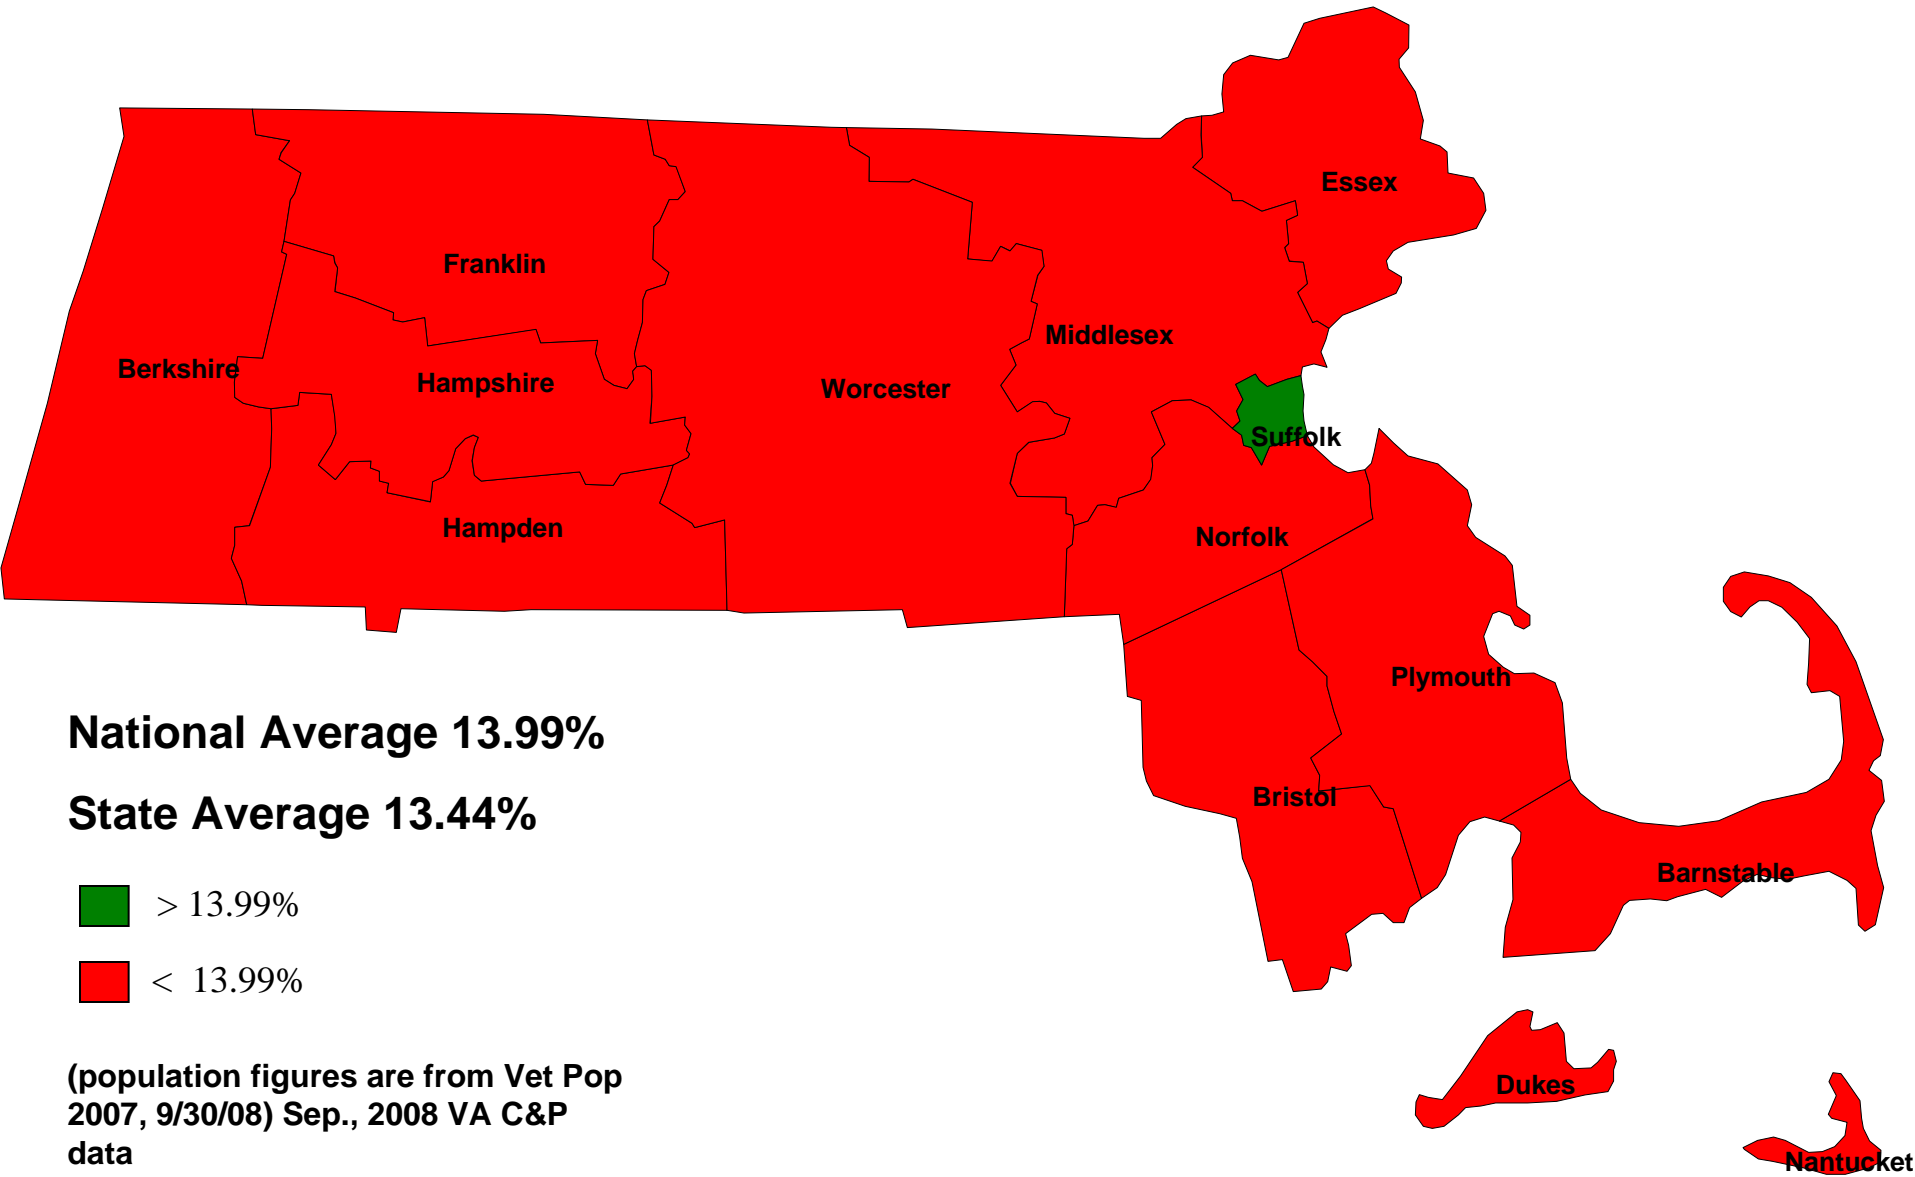 Essex
Franklin
Middlesex
Berkshire
Hampshire
Worcester
Suffolk
Hampden
Norfolk
Plymouth
National Average 13.99%
State Average 13.44%
Bristol
Barnstable
> 13.99%
< 13.99%
(population figures are from Vet Pop
2007, 9/30/08) Sep., 2008 VA C&P
data
Dukes
Nantucket